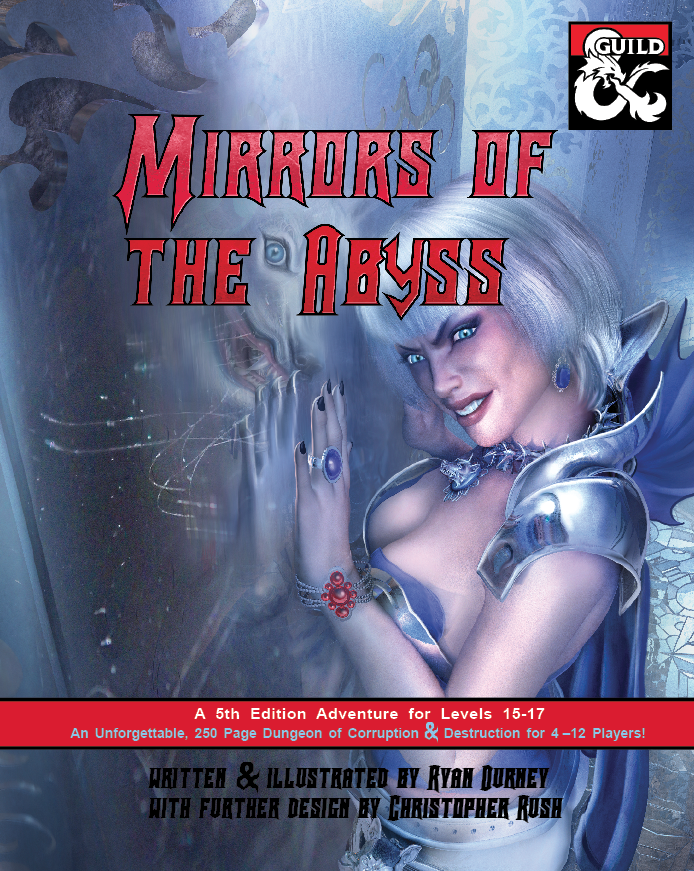 GUILD
Mirrors of
the Abyss
A 5th Edition Adventure for Levels 15-17
An Unforgettable, 250 Page Dungeon of Corruption & Destruction for 4–12 Players!
Written & illustrated by Ryan Durney
with further design by Christopher Rush